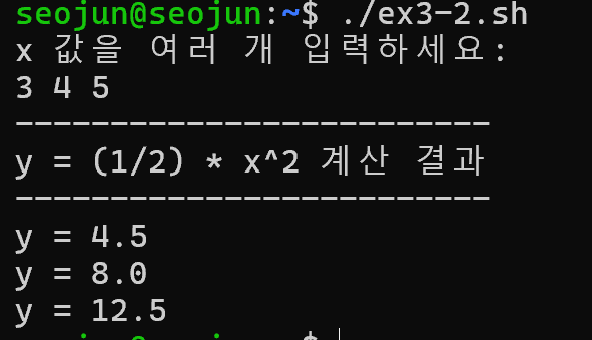 seojun@seojun:~$ ./ex3-2.sh
x 값을 여러 개 입력하세요:
3 4 5
-------------------------
y = (1/2) * x^2 계산 결과
-------------------------
y = 4.5
y = 8.0
y = 12.5